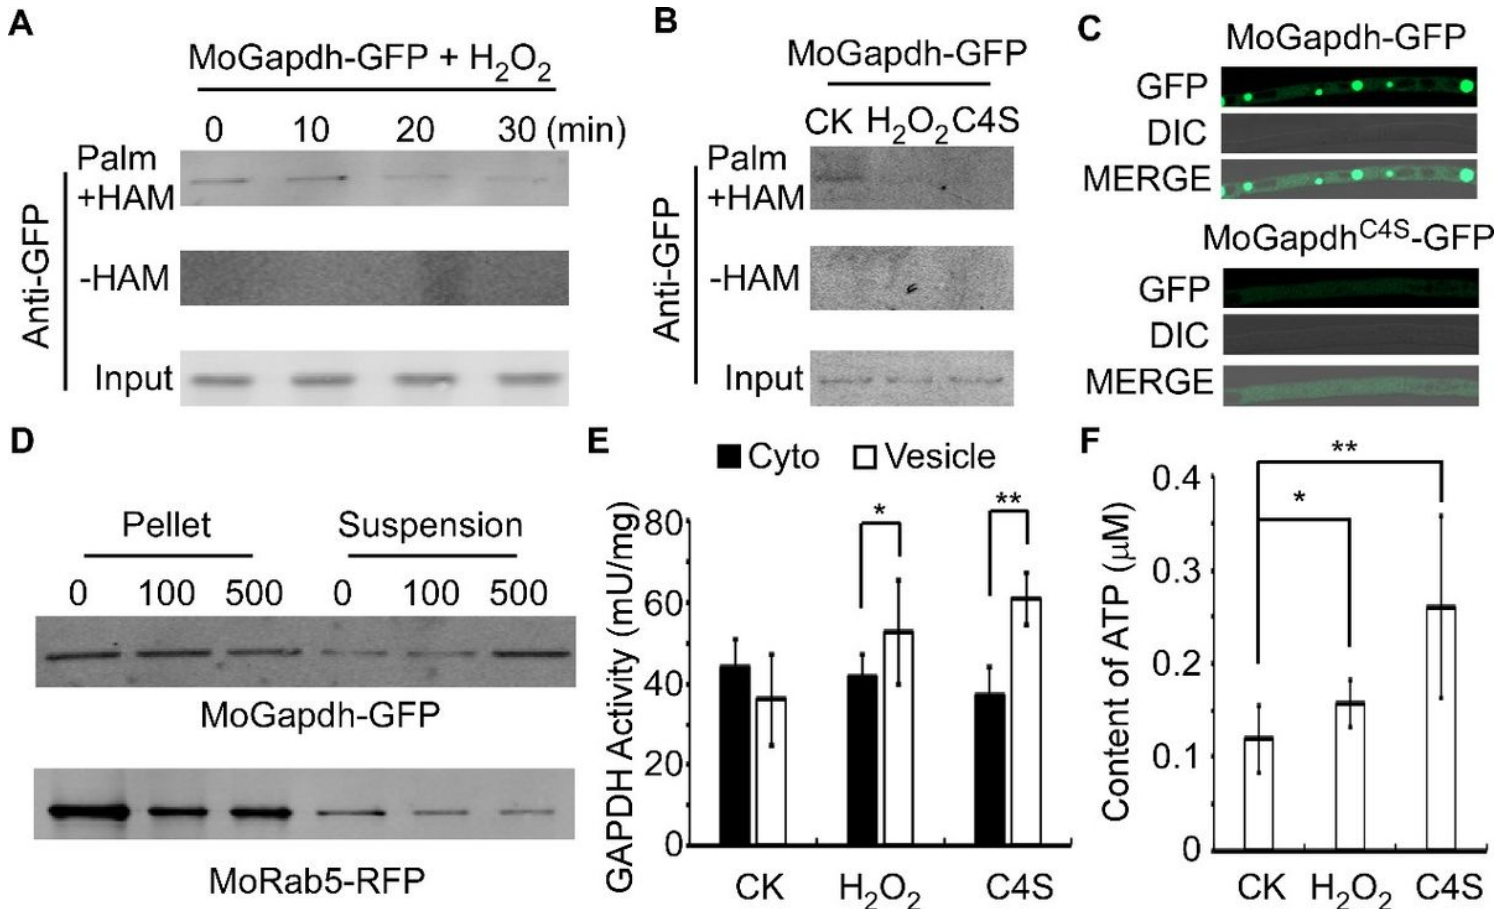 A
MoGapdh-GFP + H₂O₂
0 10 20 30 (min)
Anti-GFP
Palm
+HAM
-HAM
Input
B
MoGapdh-GFP
CK H₂O₂ C4S
Anti-GFP
Palm
+HAM
-HAM
Input
C
MoGapdh-GFP
GFP
DIC
MERGE
MoGapdh^C4S-GFP
GFP
DIC
MERGE
D
Pellet Suspension
0 100 500 0 100 500
MoGapdh-GFP
MoRab5-RFP
E
Cyto Vesicle
GAPDH Activity (mU/mg)
80
60
40
20
0
* **
CK H₂O₂ C4S
F
**
*
Content of ATP (μM)
0.4
0.3
0.2
0.1
0
CK H₂O₂ C4S